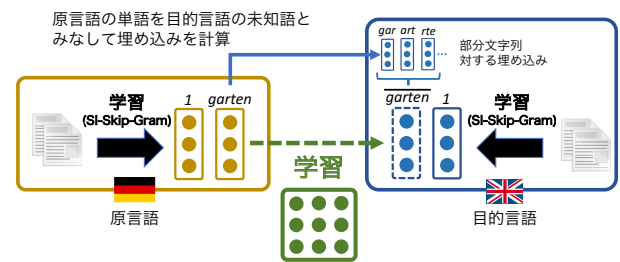 原言語の単語を目的言語の未知語と
みなして埋め込みを計算
gar art rte
...
部分文字列
対する埋め込み
学習
(SI-Skip-Gram)
1 garten
garten 1
学習
(SI-Skip-Gram)
学習
原言語
目的言語